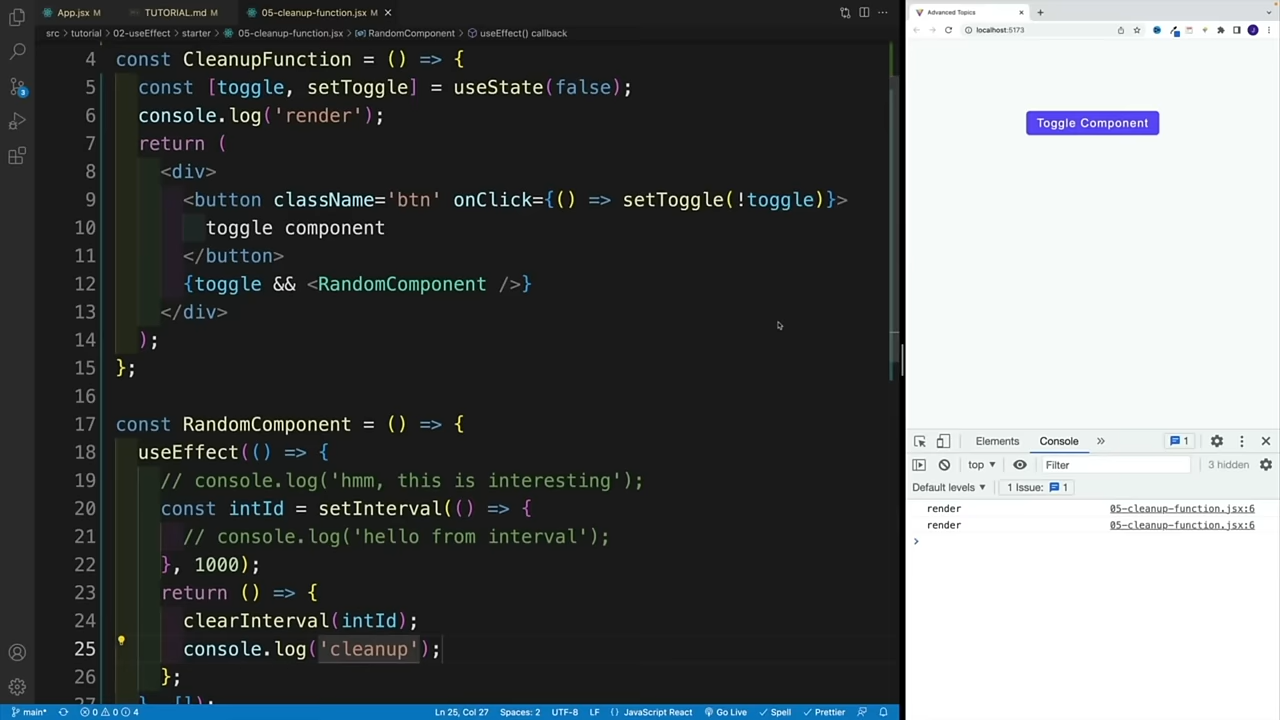 App.jsx M
TUTORIAL.md M
05-cleanup-function.jsx M
src > tutorial > 02-useEffect > starter > 05-cleanup-function.jsx > RandomComponent > useEffect() callback
4 const CleanupFunction = () => {
5 const [toggle, setToggle] = useState(false);
6 console.log('render');
7 return (
8 <div>
9 <button className='btn' onClick={() => setToggle(!toggle)}>
10 toggle component
11 </button>
12 {toggle && <RandomComponent />}
13 </div>
14 );
15 };
16
17 const RandomComponent = () => {
18 useEffect(() => {
19 // console.log('hmm, this is interesting');
20 const intId = setInterval(() => {
21 // console.log('hello from interval');
22 }, 1000);
23 return () => {
24 clearInterval(intId);
25 console.log('cleanup');
26 };
27 }, []);
3
main*
0 0 4
Ln 25, Col 27
Spaces: 2
UTF-8
LF
{} JavaScript React
Go Live
Spell
Prettier
Advanced Topics
localhost:5173
J
Toggle Component
Elements
Console
1
top
Filter
3 hidden
Default levels
1 Issue: 1
render 05-cleanup-function.jsx:6
render 05-cleanup-function.jsx:6